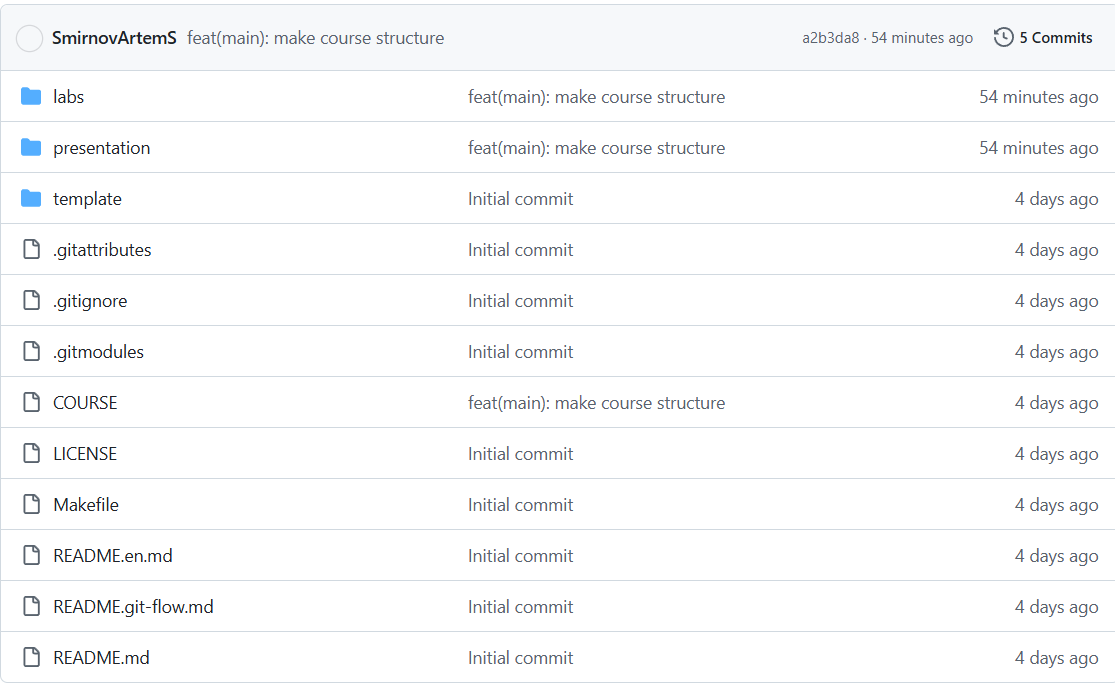 SmirnovArtemS feat(main): make course structure a2b3da8 · 54 minutes ago 5 Commits
labs feat(main): make course structure 54 minutes ago
presentation feat(main): make course structure 54 minutes ago
template Initial commit 4 days ago
.gitattributes Initial commit 4 days ago
.gitignore Initial commit 4 days ago
.gitmodules Initial commit 4 days ago
COURSE feat(main): make course structure 4 days ago
LICENSE Initial commit 4 days ago
Makefile Initial commit 4 days ago
README.en.md Initial commit 4 days ago
README.git-flow.md Initial commit 4 days ago
README.md Initial commit 4 days ago